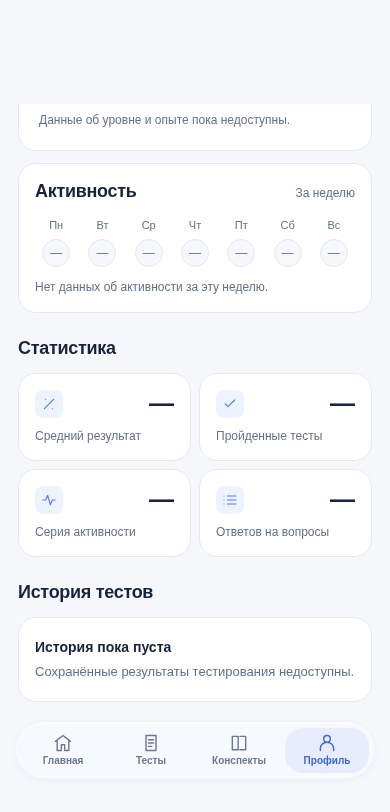 Данные об уровне и опыте пока недоступны.
Активность
За неделю
Пн Вт Ср Чт Пт Сб Вс
— — — — — — —
Нет данных об активности за эту неделю.
Статистика
—
Средний результат
—
Пройденные тесты
—
Серия активности
—
Ответов на вопросы
История тестов
История пока пуста
Сохранённые результаты тестирования недоступны.
Главная Тесты Конспекты Профиль